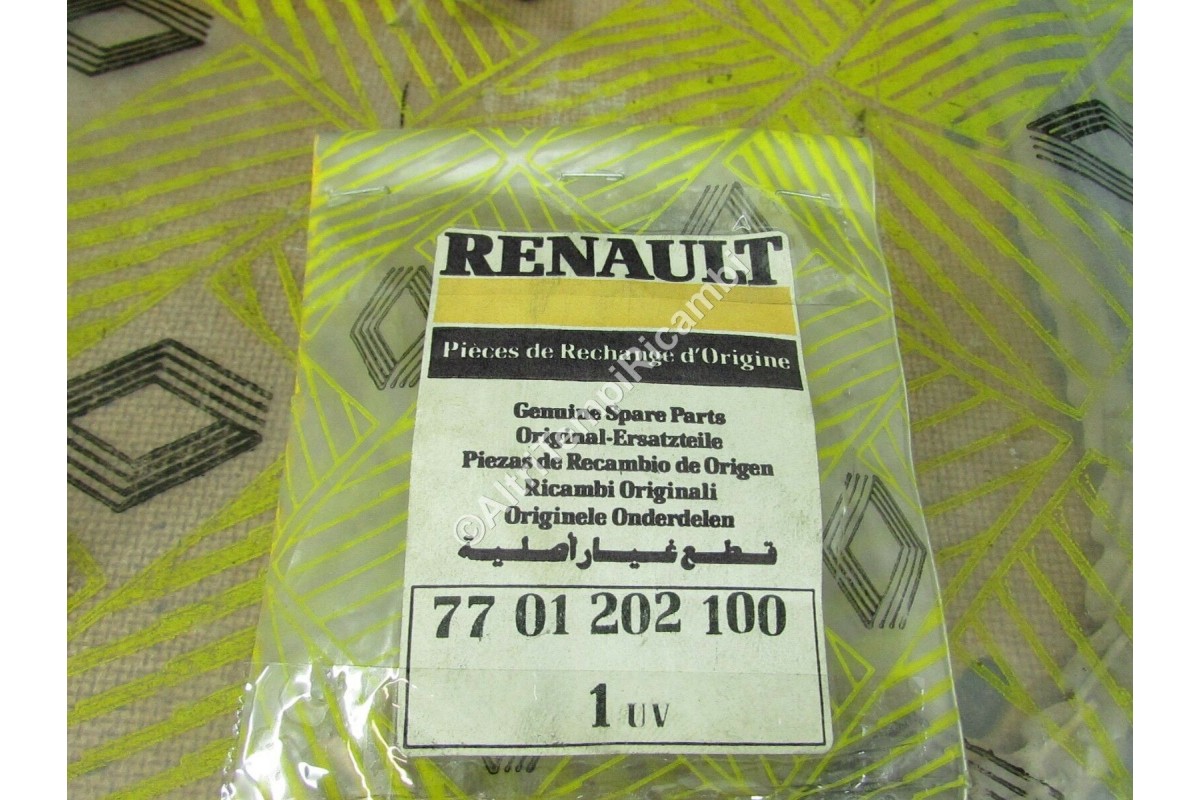 RENAULT
Pièces de Rechange d'Origine
Genuine Spare Parts
Original-Ersatzteile
Piezas de Recambio de Origen
Ricambi Originali
Originele Onderdelen
قطع غيار أصلية
77 01 202 100
1 UV
©AltriTempiRicambi